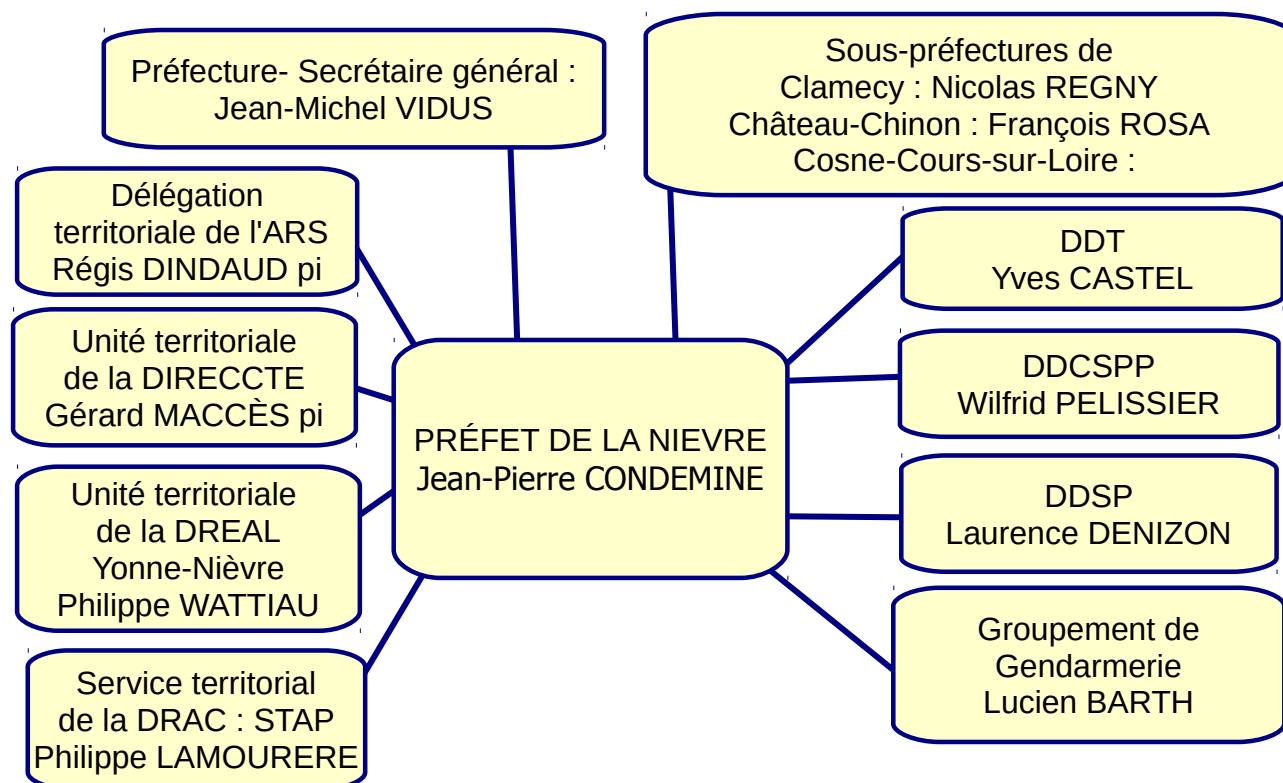 Préfecture- Secrétaire général :
Jean-Michel VIDUS
Sous-préfectures de
Clamecy : Nicolas REGNY
Château-Chinon : François ROSA
Cosne-Cours-sur-Loire :
Délégation
territoriale de l'ARS
Régis DINDAUD pi
Unité territoriale
de la DIRECCTE
Gérard MACCÈS pi
Unité territoriale
de la DREAL
Yonne-Nièvre
Philippe WATTIAU
Service territorial
de la DRAC : STAP
Philippe LAMOURERE
PRÉFET DE LA NIEVRE
Jean-Pierre CONDEMINE
DDT
Yves CASTEL
DDCSPP
Wilfrid PELISSIER
DDSP
Laurence DENIZON
Groupement de
Gendarmerie
Lucien BARTH